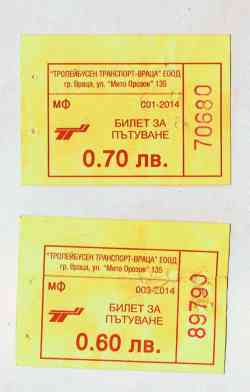 "ТРОЛЕЙБУСЕН ТРАНСПОРТ-ВРАЦА" ЕООД
гр. Враца, ул. "Мито Орозов" 135
МФ 001-2014
БИЛЕТ ЗА
ПЪТУВАНЕ
0.70 лв.
70680
"ТРОЛЕЙБУСЕН ТРАНСПОРТ-ВРАЦА" ЕООД
гр. Враца, ул. "Мито Орозов" 135
МФ 003-2014
БИЛЕТ ЗА
ПЪТУВАНЕ
0.60 лв.
89790